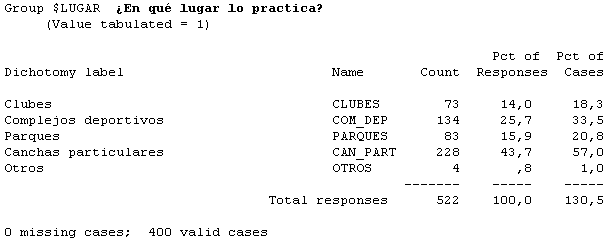 Group $LUGAR ¿En qué lugar lo practica?
(Value tabulated = 1)
Pct of Pct of
Dichotomy label Name Count Responses Cases
Clubes CLUBES 73 14,0 18,3
Complejos deportivos COM_DEP 134 25,7 33,5
Parques PARQUES 83 15,9 20,8
Canchas particulares CAN_PART 228 43,7 57,0
Otros OTROS 4 ,8 1,0
------- ----- -----
Total responses 522 100,0 130,5
0 missing cases; 400 valid cases